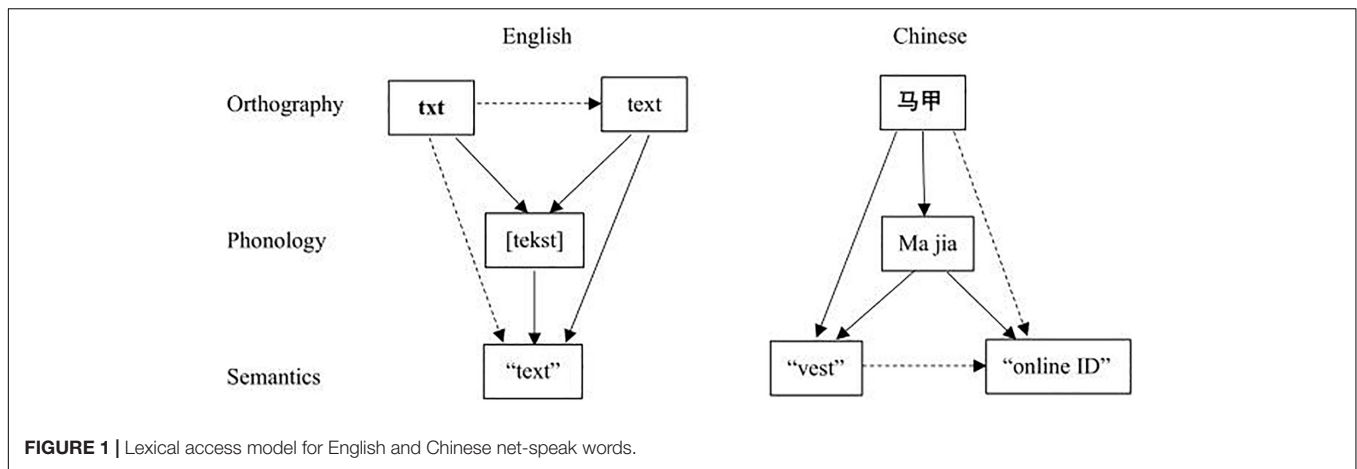 English Chinese
Orthography txt text 马甲
Phonology [tekst] Ma jia
Semantics “text” “vest” “online ID”
FIGURE 1 | Lexical access model for English and Chinese net-speak words.